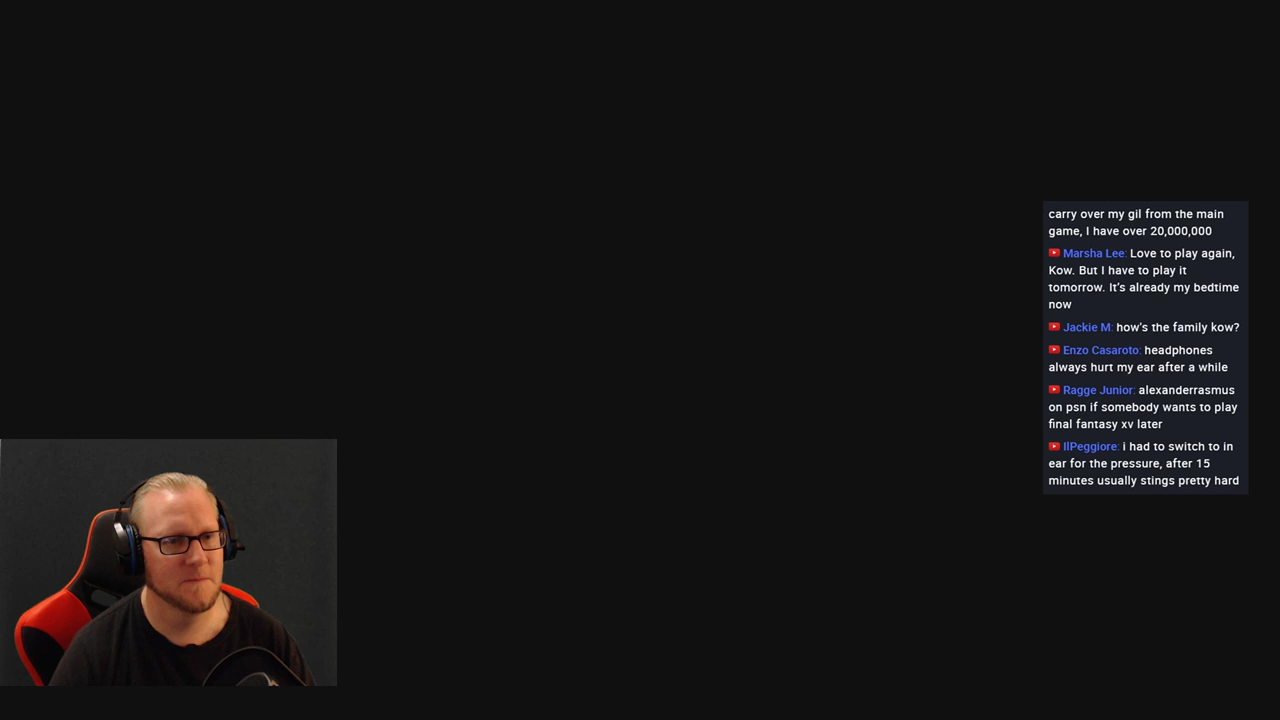 carry over my gil from the main
game, I have over 20,000,000
Marsha Lee: Love to play again,
Kow. But I have to play it
tomorrow. It's already my bedtime
now
Jackie M: how's the family kow?
Enzo Casaroto: headphones
always hurt my ear after a while
Ragge Junior: alexanderrasmus
on psn if somebody wants to play
final fantasy xv later
IlPeggiore: i had to switch to in
ear for the pressure, after 15
minutes usually stings pretty hard